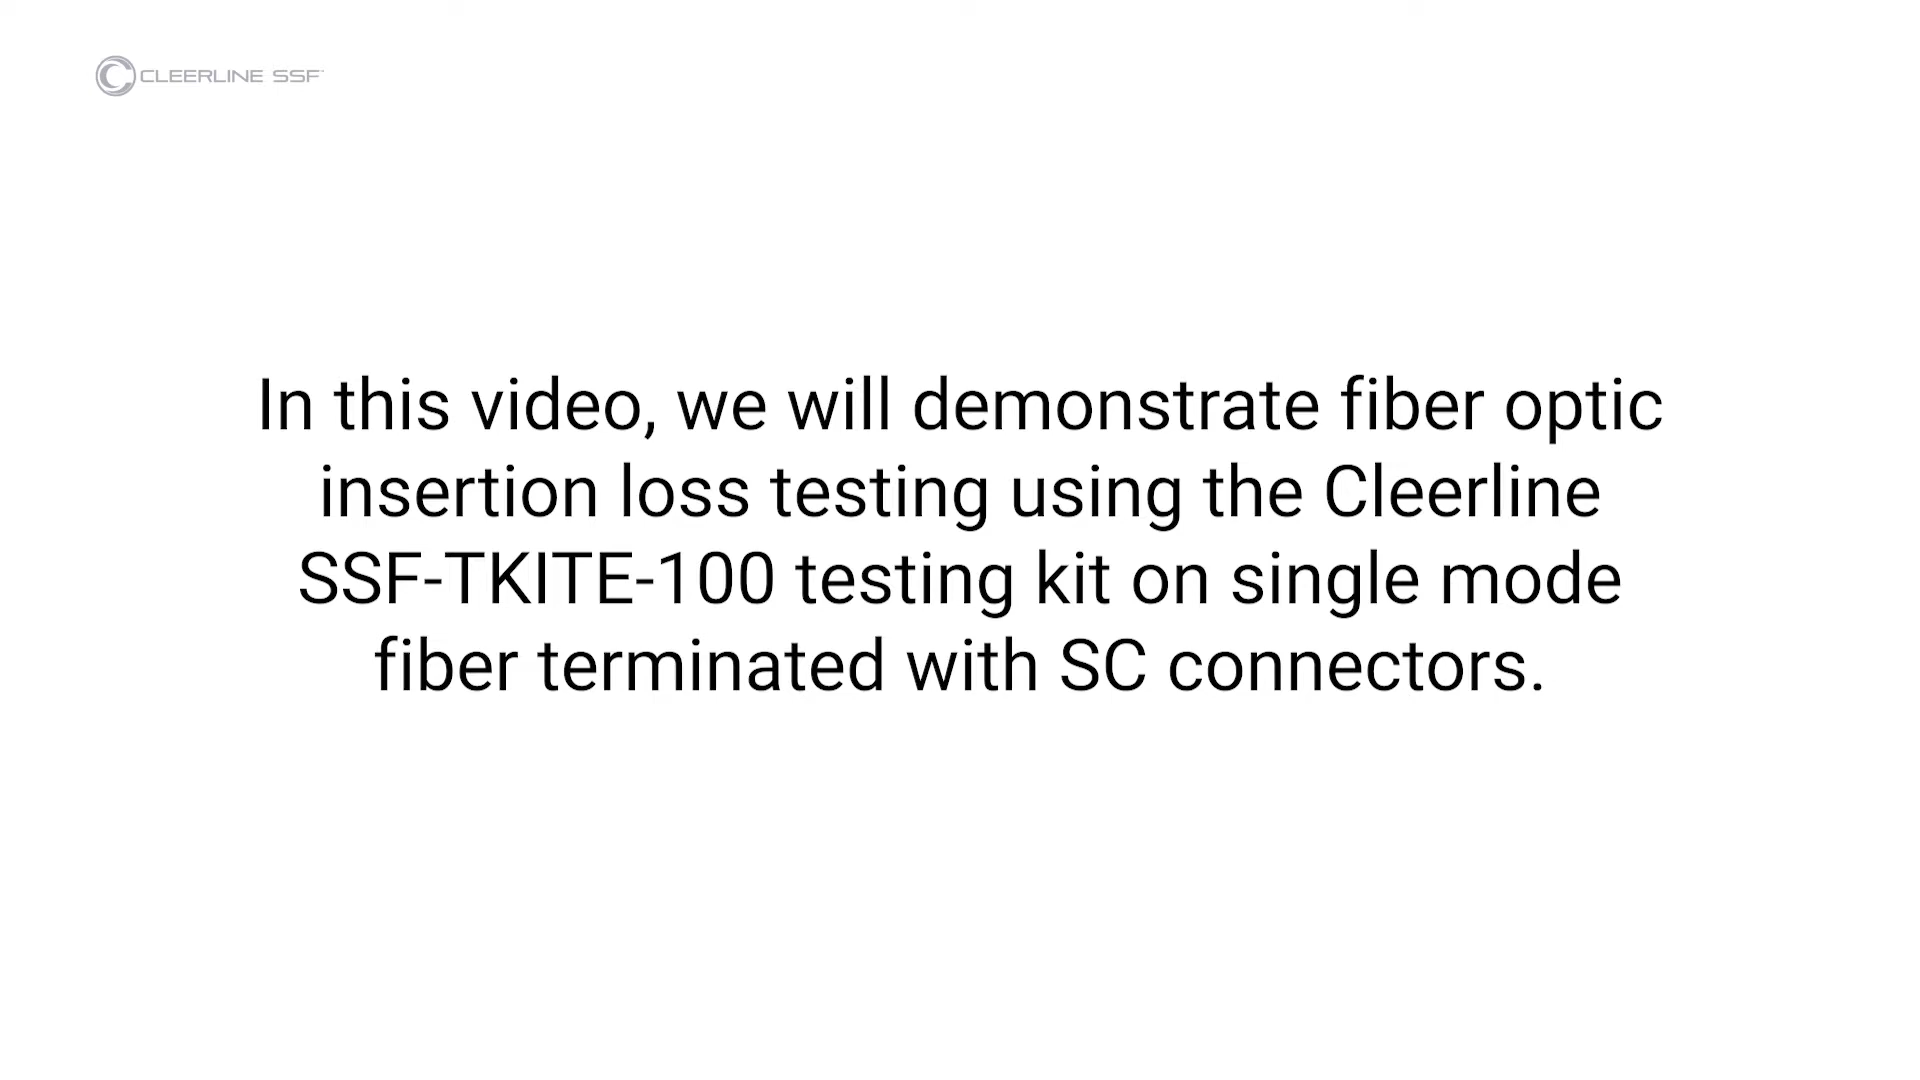 CLEERLINE SSF™
In this video, we will demonstrate fiber optic
insertion loss testing using the Cleerline
SSF-TKITE-100 testing kit on single mode
fiber terminated with SC connectors.